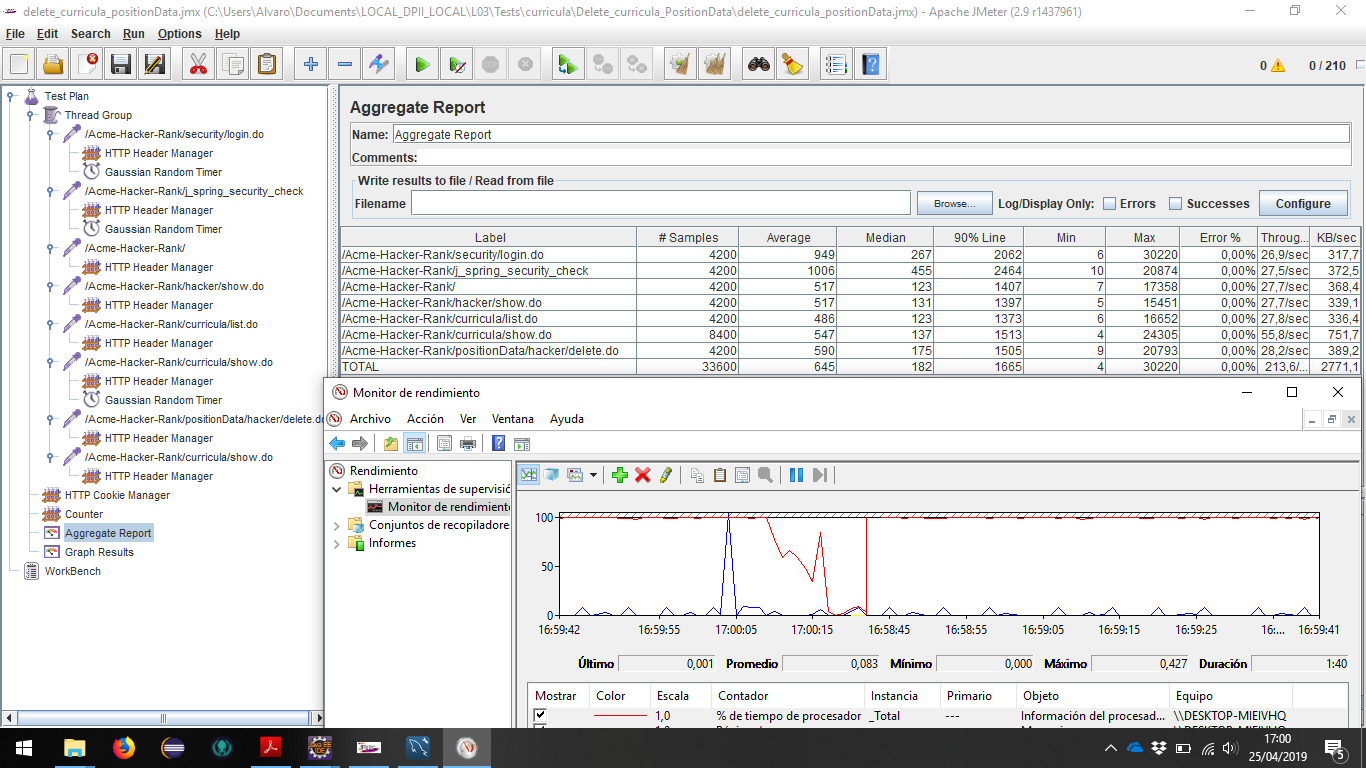 delete_curricula_positionData.jmx (C:\Users\Alvaro\Documents\LOCAL_DPII_LOCAL\L03\Tests\curricula\Delete_curricula_PositionData\delete_curricula_positionData.jmx) - Apache JMeter (2.9 r1437961)
File Edit Search Run Options Help
0 0 / 210
Test Plan
Thread Group
/Acme-Hacker-Rank/security/login.do
HTTP Header Manager
Gaussian Random Timer
/Acme-Hacker-Rank/j_spring_security_check
HTTP Header Manager
Gaussian Random Timer
/Acme-Hacker-Rank/
HTTP Header Manager
/Acme-Hacker-Rank/hacker/show.do
HTTP Header Manager
/Acme-Hacker-Rank/curricula/list.do
HTTP Header Manager
/Acme-Hacker-Rank/curricula/show.do
HTTP Header Manager
Gaussian Random Timer
/Acme-Hacker-Rank/positionData/hacker/delete.do
HTTP Header Manager
/Acme-Hacker-Rank/curricula/show.do
HTTP Header Manager
HTTP Cookie Manager
Counter
Aggregate Report
Graph Results
WorkBench
Aggregate Report
Name: Aggregate Report
Comments:
Write results to file / Read from file
Filename Browse... Log/Display Only: Errors Successes Configure
Label # Samples Average Median 90% Line Min Max Error % Throug... KB/sec
/Acme-Hacker-Rank/security/login.do 4200 949 267 2062 6 30220 0,00% 26,9/sec 317,7
/Acme-Hacker-Rank/j_spring_security_check 4200 1006 455 2464 10 20874 0,00% 27,5/sec 372,5
/Acme-Hacker-Rank/ 4200 517 123 1407 7 17358 0,00% 27,7/sec 368,4
/Acme-Hacker-Rank/hacker/show.do 4200 517 131 1397 5 15451 0,00% 27,7/sec 339,1
/Acme-Hacker-Rank/curricula/list.do 4200 486 123 1373 6 16652 0,00% 27,8/sec 336,4
/Acme-Hacker-Rank/curricula/show.do 8400 547 137 1513 4 24305 0,00% 55,8/sec 751,7
/Acme-Hacker-Rank/positionData/hacker/delete.do 4200 590 175 1505 9 20793 0,00% 28,2/sec 389,2
TOTAL 33600 645 182 1665 4 30220 0,00% 213,6/... 2771,1
Monitor de rendimiento
Archivo Acción Ver Ventana Ayuda
Rendimiento
Herramientas de supervisió
Monitor de rendimiento
Conjuntos de recopiladore
Informes
100
50
0
16:59:42 16:59:55 17:00:05 17:00:15 16:58:45 16:58:55 16:59:05 16:59:15 16:59:25 16:... 16:59:41
Último 0,001 Promedio 0,083 Mínimo 0,000 Máximo 0,427 Duración 1:40
Mostrar Color Escala Contador Instancia Primario Objeto Equipo
1,0 % de tiempo de procesador _Total --- Información del procesad... \\DESKTOP-MIEIVHQ
17:00
25/04/2019
5